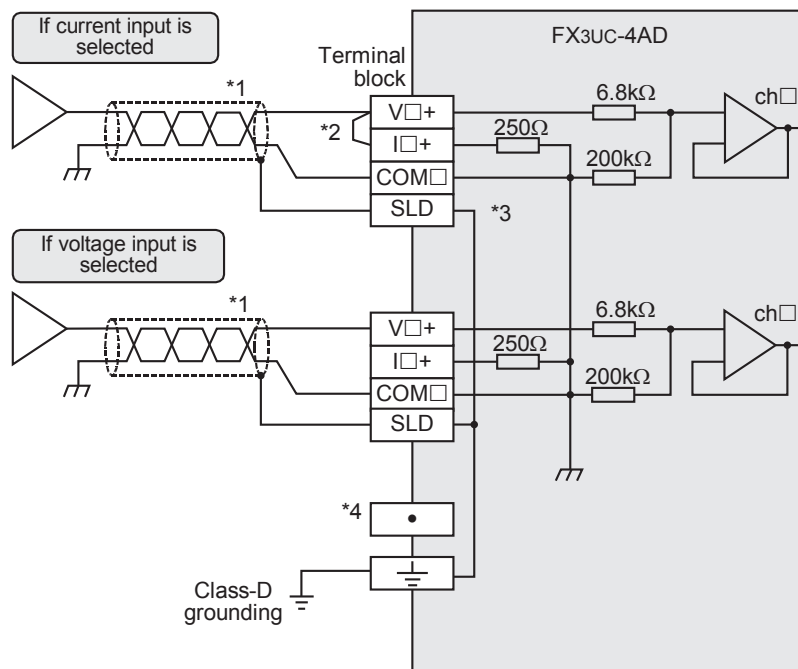 If current input is
selected
FX3UC-4AD
Terminal
block
*1
*2
V□+
I□+
COM□
SLD
6.8kΩ
250Ω
200kΩ
ch□
*3
If voltage input is
selected
*1
V□+
I□+
COM□
SLD
6.8kΩ
250Ω
200kΩ
ch□
*4
Class-D
grounding